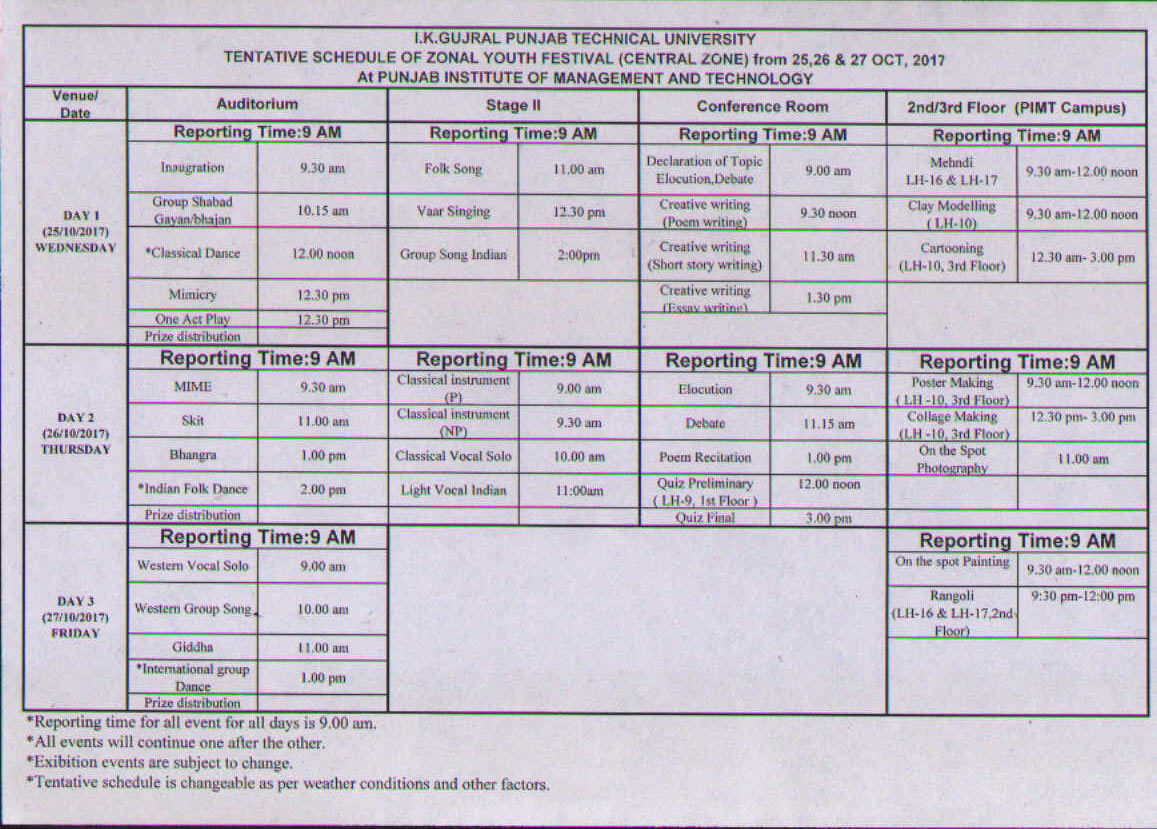 I.K.GUJRAL PUNJAB TECHNICAL UNIVERSITY
TENTATIVE SCHEDULE OF ZONAL YOUTH FESTIVAL (CENTRAL ZONE) from 25,26 & 27 OCT, 2017
At PUNJAB INSTITUTE OF MANAGEMENT AND TECHNOLOGY
Venue/
Date
Auditorium
Stage II
Conference Room
2nd/3rd Floor (PIMT Campus)
DAY 1
(25/10/2017)
WEDNESDAY
Reporting Time:9 AM
Inaugration 9.30 am
Group Shabad
Gayan/bhajan
10.15 am
*Classical Dance 12.00 noon
Mimicry 12.30 pm
One Act Play 12.30 pm
Prize distribution
Reporting Time:9 AM
Folk Song 11.00 am
Vaar Singing 12.30 pm
Group Song Indian 2:00pm
Reporting Time:9 AM
Declaration of Topic
Elocution,Debate
9.00 am
Creative writing
(Poem writing)
9.30 noon
Creative writing
(Short story writing)
11.30 am
Creative writing
(Essay writing)
1.30 pm
Reporting Time:9 AM
Mehndi
LH-16 & LH-17
9.30 am-12.00 noon
Clay Modelling
( LH-10)
9.30 am-12.00 noon
Cartooning
(LH-10, 3rd Floor)
12.30 am- 3.00 pm
DAY 2
(26/10/2017)
THURSDAY
Reporting Time:9 AM
MIME 9.30 am
Skit 11.00 am
Bhangra 1.00 pm
*Indian Folk Dance 2.00 pm
Prize distribution
Reporting Time:9 AM
Classical instrument
(P)
9.00 am
Classical instrument
(NP)
9.30 am
Classical Vocal Solo 10.00 am
Light Vocal Indian 11:00am
Reporting Time:9 AM
Elocution 9.30 am
Debate 11.15 am
Poem Recitation 1.00 pm
Quiz Preliminary
( LH-9, 1st Floor )
12.00 noon
Quiz Final 3.00 pm
Reporting Time:9 AM
Poster Making
( LH -10, 3rd Floor)
9.30 am-12.00 noon
Collage Making
(LH -10, 3rd Floor)
12.30 pm- 3.00 pm
On the Spot
Photography
11.00 am
DAY 3
(27/10/2017)
FRIDAY
Reporting Time:9 AM
Western Vocal Solo 9.00 am
Western Group Song 10.00 am
Giddha 11.00 am
*International group
Dance
1.00 pm
Prize distribution
Reporting Time:9 AM
On the spot Painting 9.30 am-12.00 noon
Rangoli
(LH-16 & LH-17,2nd
Floor)
9:30 pm-12:00 pm
*Reporting time for all event for all days is 9.00 am.
*All events will continue one after the other.
*Exibition events are subject to change.
*Tentative schedule is changeable as per weather conditions and other factors.